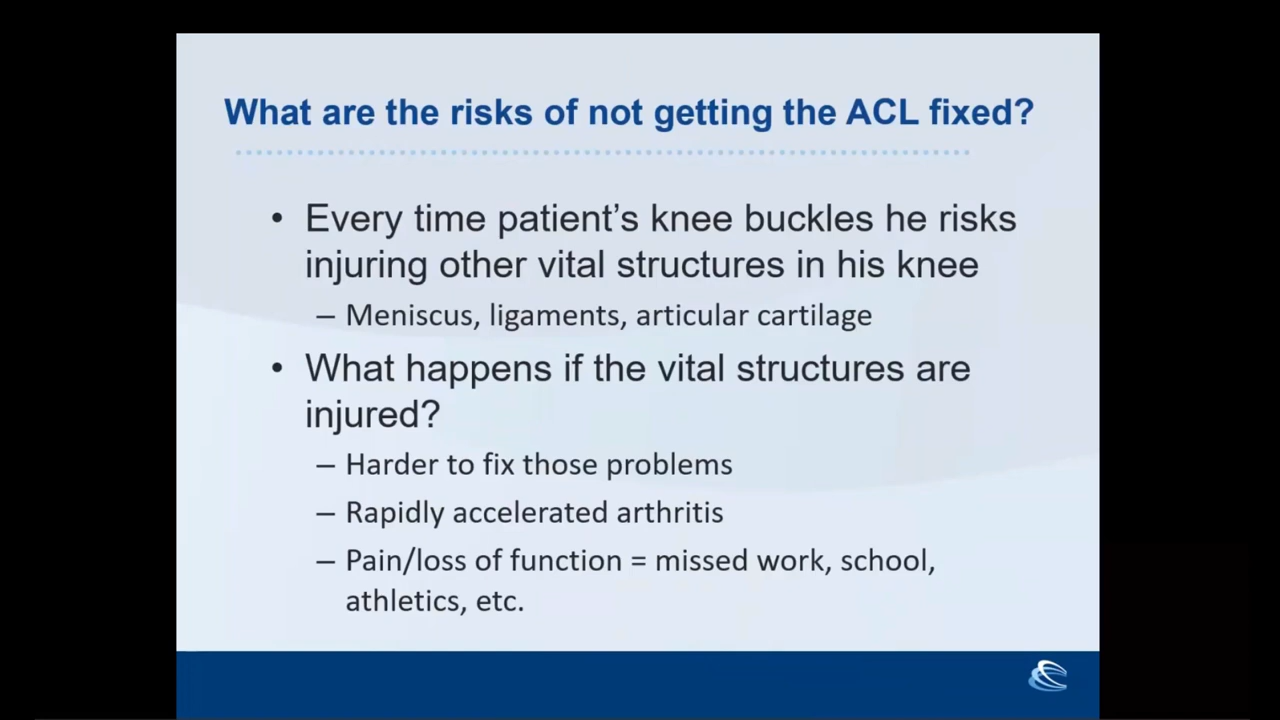 What are the risks of not getting the ACL fixed?
• Every time patient’s knee buckles he risks
injuring other vital structures in his knee
– Meniscus, ligaments, articular cartilage
• What happens if the vital structures are
injured?
– Harder to fix those problems
– Rapidly accelerated arthritis
– Pain/loss of function = missed work, school,
athletics, etc.